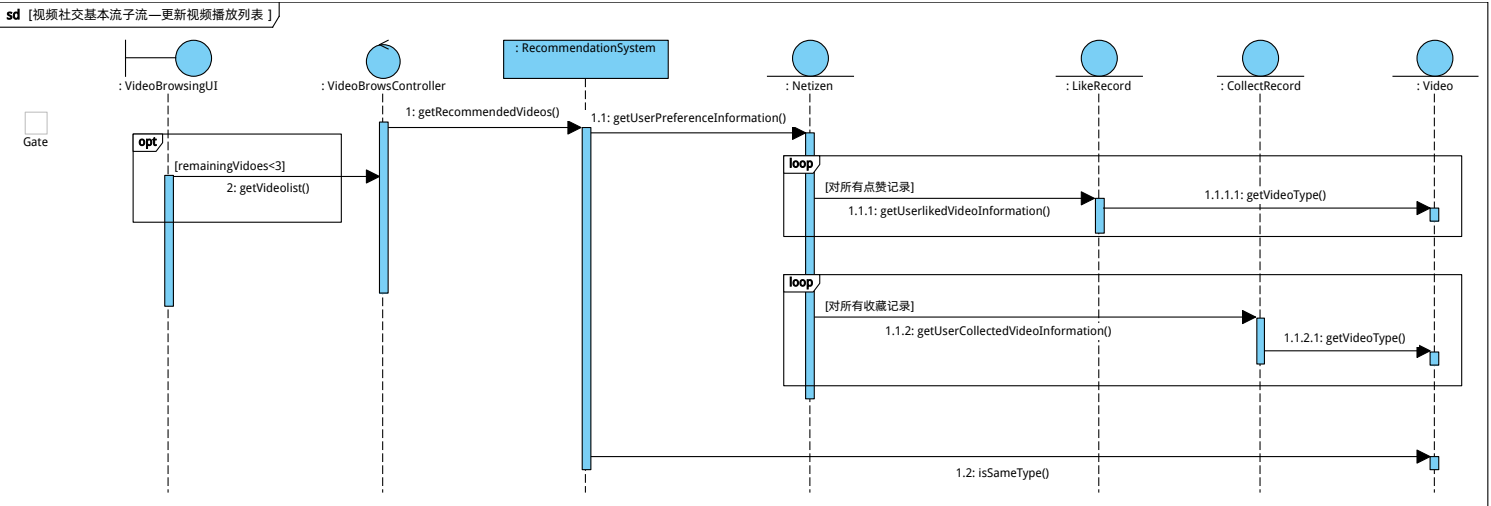 sd [视频社交基本流子流—更新视频播放列表 ]
: RecommendationSystem
: VideoBrowsingUI
: VideoBrowsController
: Netizen
: LikeRecord
: CollectRecord
: Video
Gate
1: getRecommendedVideos()
1.1: getUserPreferenceInformation()
opt
[remainingVidoes<3]
2: getVideolist()
loop
[对所有点赞记录]
1.1.1: getUserlikedVideoInformation()
1.1.1.1: getVideoType()
loop
[对所有收藏记录]
1.1.2: getUserCollectedVideoInformation()
1.1.2.1: getVideoType()
1.2: isSameType()